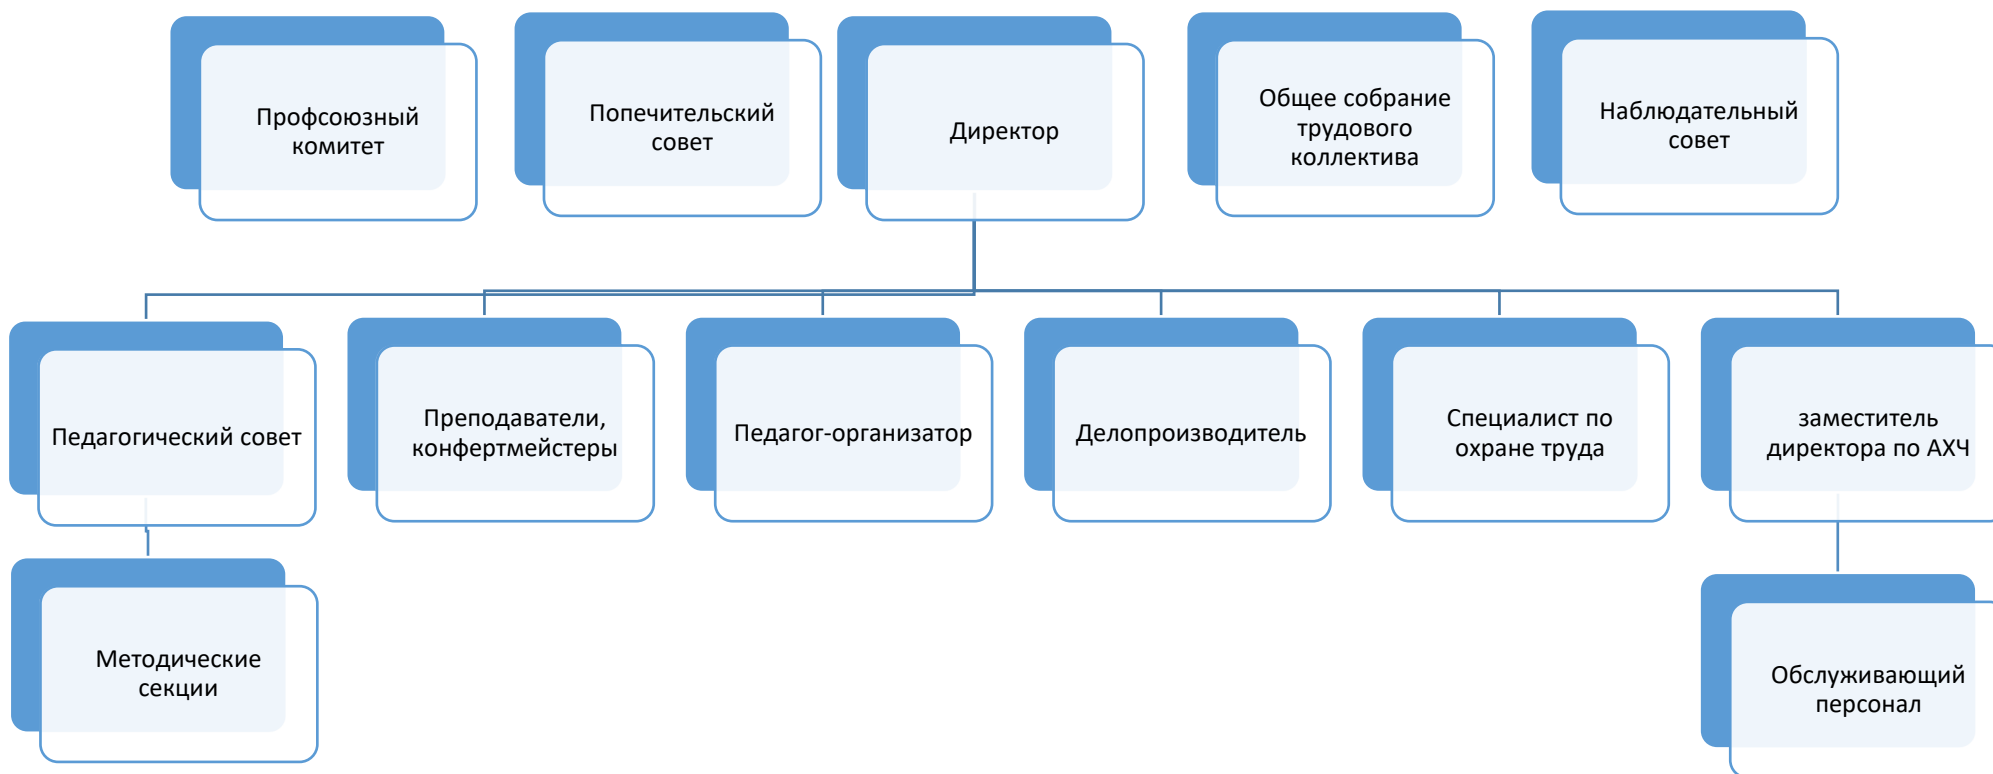 Профсоюзный
комитет
Попечительский
совет
Директор
Общее собрание
трудового
коллектива
Наблюдательный
совет
Педагогический совет
Преподаватели,
конфертмейстеры
Педагог-организатор
Делопроизводитель
Специалист по
охране труда
заместитель
директора по АХЧ
Методические
секции
Обслуживающий
персонал